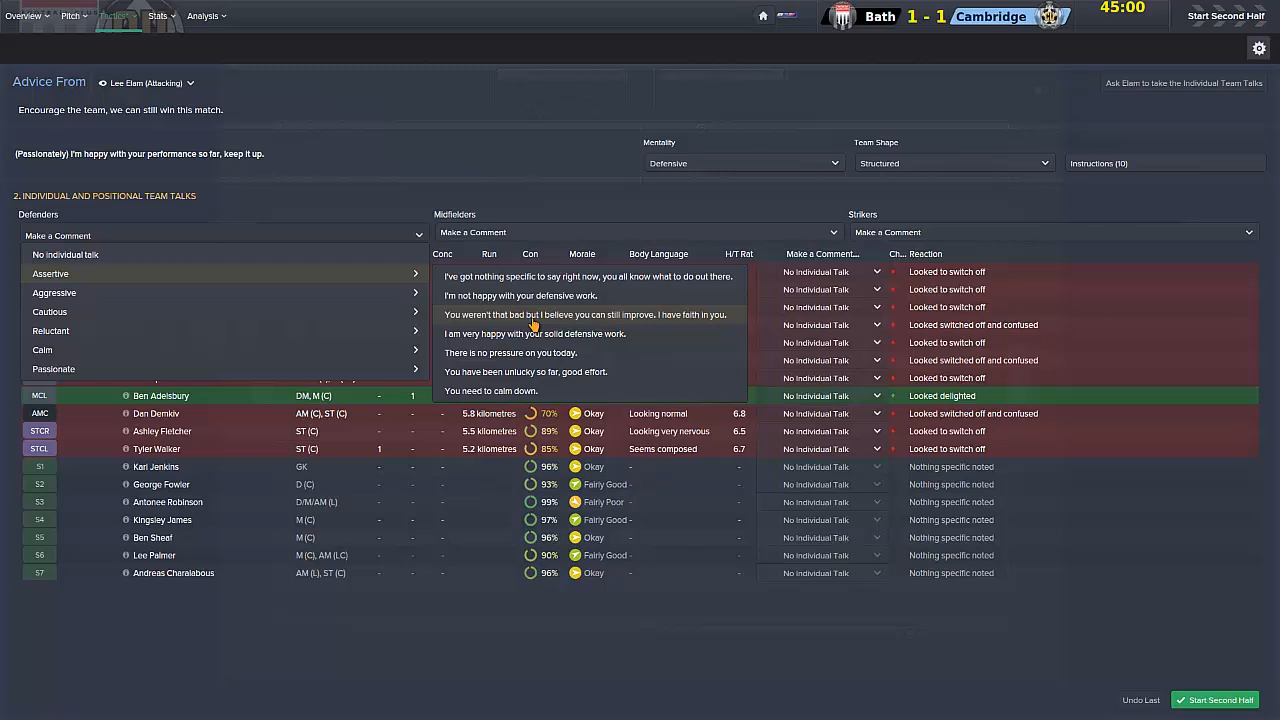 Overview Pitch Tactics Stats Analysis Bath 1 - 1 Cambridge 45:00 Start Second Half
Advice From Lee Elam (Attacking) Ask Elam to take the Individual Team Talks
Encourage the team, we can still win this match.
Mentality Team Shape
(Passionately) I'm happy with your performance so far, keep it up.
Defensive Structured Instructions (10)
2. INDIVIDUAL AND POSITIONAL TEAM TALKS
Defenders Midfielders Strikers
Make a Comment Make a Comment Make a Comment
No individual talk Conc Run Con Morale Body Language H/T Rat Make a Comment... Ch... Reaction
Assertive I've got nothing specific to say right now, you all know what to do out there. No Individual Talk Looked to switch off
Aggressive I'm not happy with your defensive work. No Individual Talk Looked to switch off
Cautious You weren't that bad but I believe you can still improve. I have faith in you. No Individual Talk Looked to switch off
Reluctant I am very happy with your solid defensive work. No Individual Talk Looked switched off and confused
Calm There is no pressure on you today. No Individual Talk Looked to switch off
Passionate You have been unlucky so far, good effort. No Individual Talk Looked switched off and confused
You need to calm down. No Individual Talk Looked to switch off
MCL Ben Adelsbury DM, M (C) - 1 No Individual Talk Looked delighted
AMC Dan Demkiv AM (C), ST (C) - - 5.8 kilometres 70% Okay Looking normal 6.8 No Individual Talk Looked switched off and confused
STCR Ashley Fletcher ST (C) - - 5.5 kilometres 89% Okay Looking very nervous 6.5 No Individual Talk Looked to switch off
STCL Tyler Walker ST (C) 1 - 5.2 kilometres 85% Okay Seems composed 6.7 No Individual Talk Looked to switch off
S1 Karl Jenkins GK - - - - 96% Okay - - No Individual Talk Nothing specific noted
S2 George Fowler D (C) - - - - 93% Fairly Good - - No Individual Talk Nothing specific noted
S3 Antonee Robinson D/M/AM (L) - - - - 99% Fairly Poor - - No Individual Talk Nothing specific noted
S4 Kingsley James M (C) - - - - 97% Fairly Good - - No Individual Talk Nothing specific noted
S5 Ben Sheaf M (C) - - - - 96% Okay - - No Individual Talk Nothing specific noted
S6 Lee Palmer M (C), AM (LC) - - - - 90% Fairly Good - - No Individual Talk Nothing specific noted
S7 Andreas Charalabous AM (L), ST (C) - - - - 96% Okay - - No Individual Talk Nothing specific noted
Undo Last Start Second Half